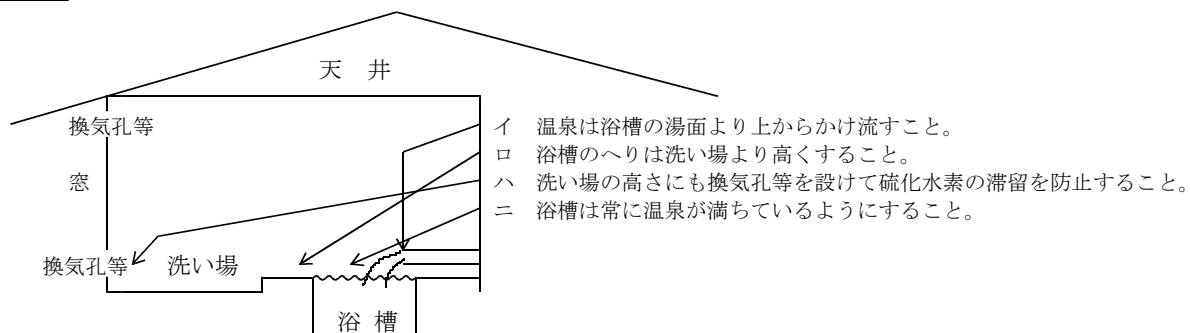 天 井
換気孔等
イ 温泉は浴槽の湯面より上からかけ流すこと。
ロ 浴槽のへりは洗い場より高くすること。
窓
ハ 洗い場の高さにも換気孔等を設けて硫化水素の滞留を防止すること。
ニ 浴槽は常に温泉が満ちているようにすること。
換気孔等
洗い場
浴 槽